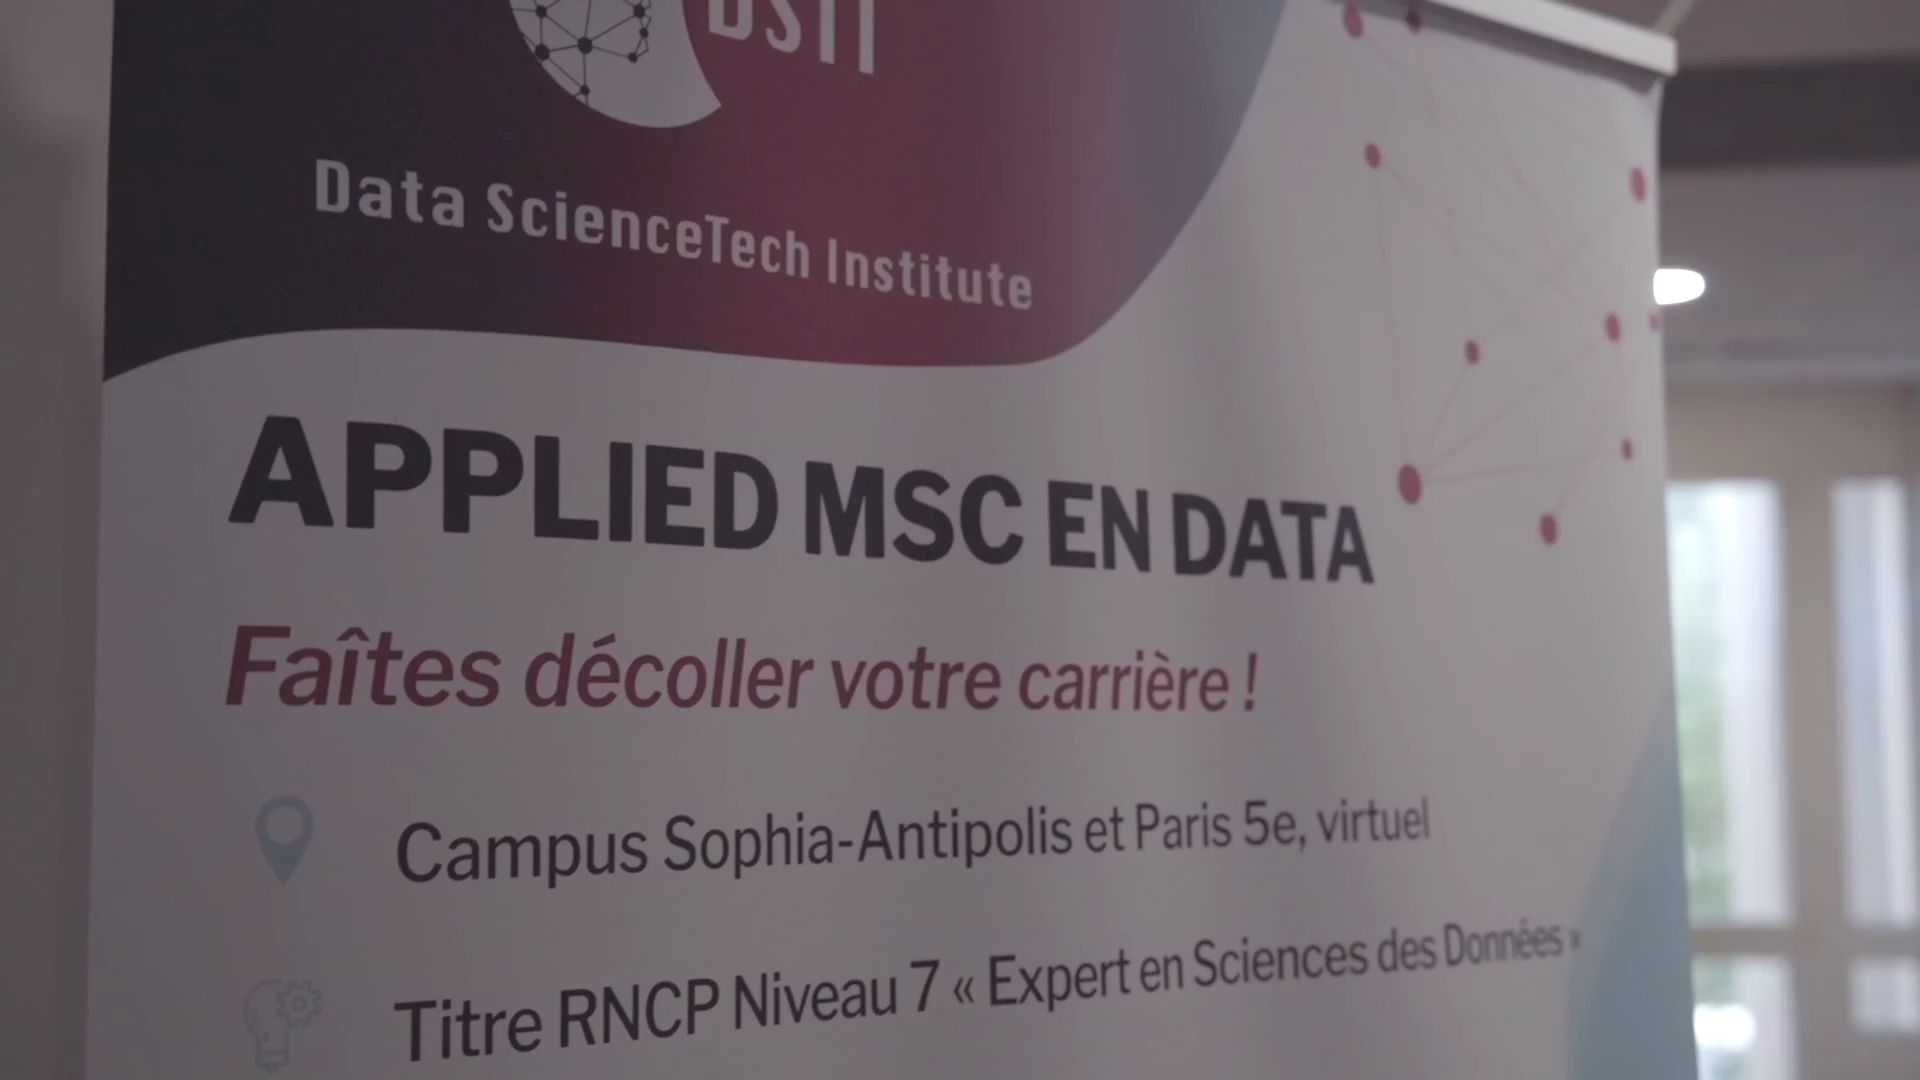 DSTI
Data ScienceTech Institute
APPLIED MSC EN DATA
Faîtes décoller votre carrière !
Campus Sophia-Antipolis et Paris 5e, virtuel
Titre RNCP Niveau 7 « Expert en Sciences des Données »